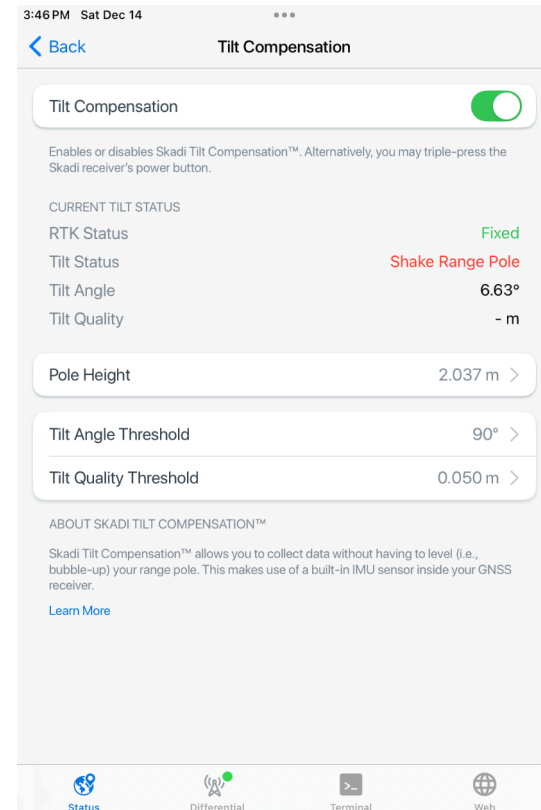 3:46 PM Sat Dec 14
Back
Tilt Compensation
Tilt Compensation
Enables or disables Skadi Tilt Compensation™. Alternatively, you may triple-press the
Skadi receiver's power button.
CURRENT TILT STATUS
RTK Status Fixed
Tilt Status Shake Range Pole
Tilt Angle 6.63°
Tilt Quality - m
Pole Height 2.037 m
Tilt Angle Threshold 90°
Tilt Quality Threshold 0.050 m
ABOUT SKADI TILT COMPENSATION™
Skadi Tilt Compensation™ allows you to collect data without having to level (i.e.,
bubble-up) your range pole. This makes use of a built-in IMU sensor inside your GNSS
receiver.
Learn More
Status Differential Terminal Web